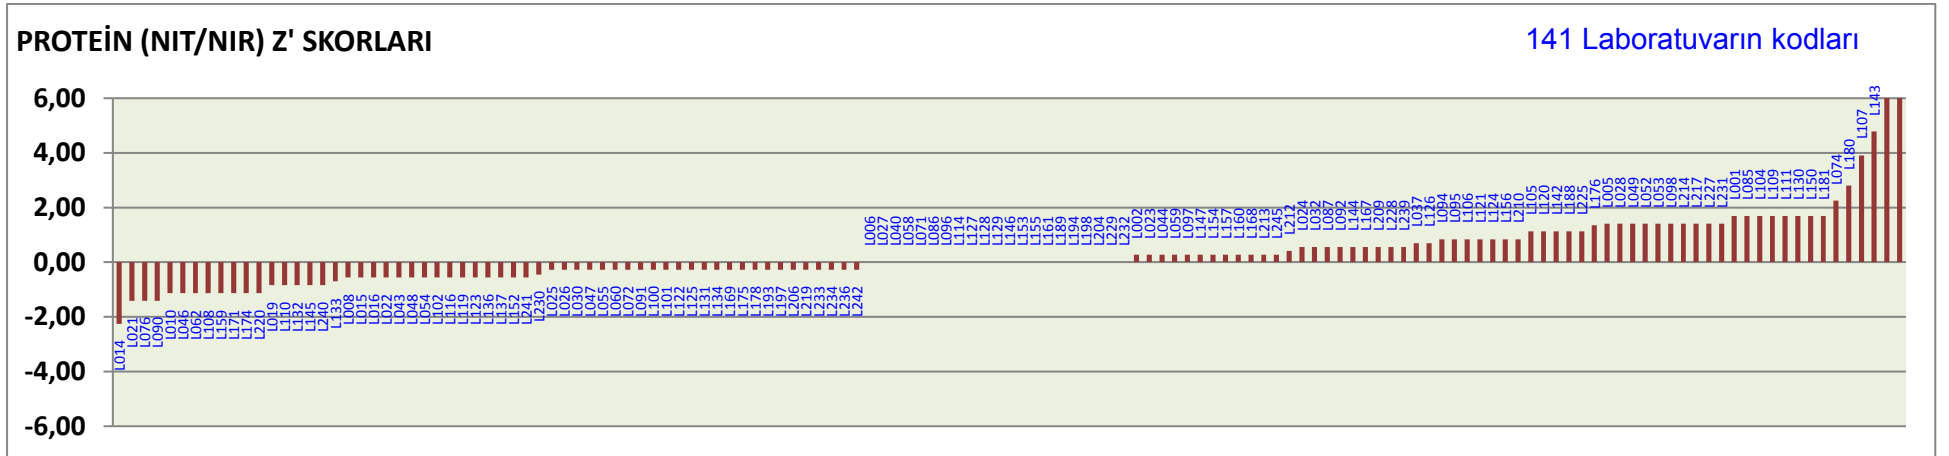 PROTEİN (NIT/NIR) Z' SKORLARI
141 Laboratuvarın kodları
6,00
4,00
2,00
0,00
-2,00
-4,00
-6,00
L014
L021
L076
L090
L010
L046
L062
L108
L159
L171
L174
L220
L019
L110
L132
L145
L240
L133
L008
L015
L016
L022
L043
L048
L054
L102
L116
L119
L123
L136
L137
L152
L241
L230
L025
L026
L030
L047
L055
L060
L072
L091
L100
L101
L122
L125
L131
L134
L169
L175
L178
L193
L197
L206
L219
L233
L234
L236
L242
L006
L027
L040
L058
L071
L086
L096
L114
L127
L128
L129
L146
L153
L155
L161
L189
L194
L198
L204
L229
L232
L002
L023
L044
L059
L097
L147
L154
L157
L160
L168
L213
L245
L212
L024
L032
L087
L092
L144
L167
L209
L228
L239
L037
L126
L094
L095
L106
L121
L124
L156
L210
L105
L120
L142
L188
L225
L176
L005
L028
L049
L052
L053
L098
L214
L217
L227
L231
L001
L085
L104
L109
L111
L130
L150
L181
L074
L180
L107
L143